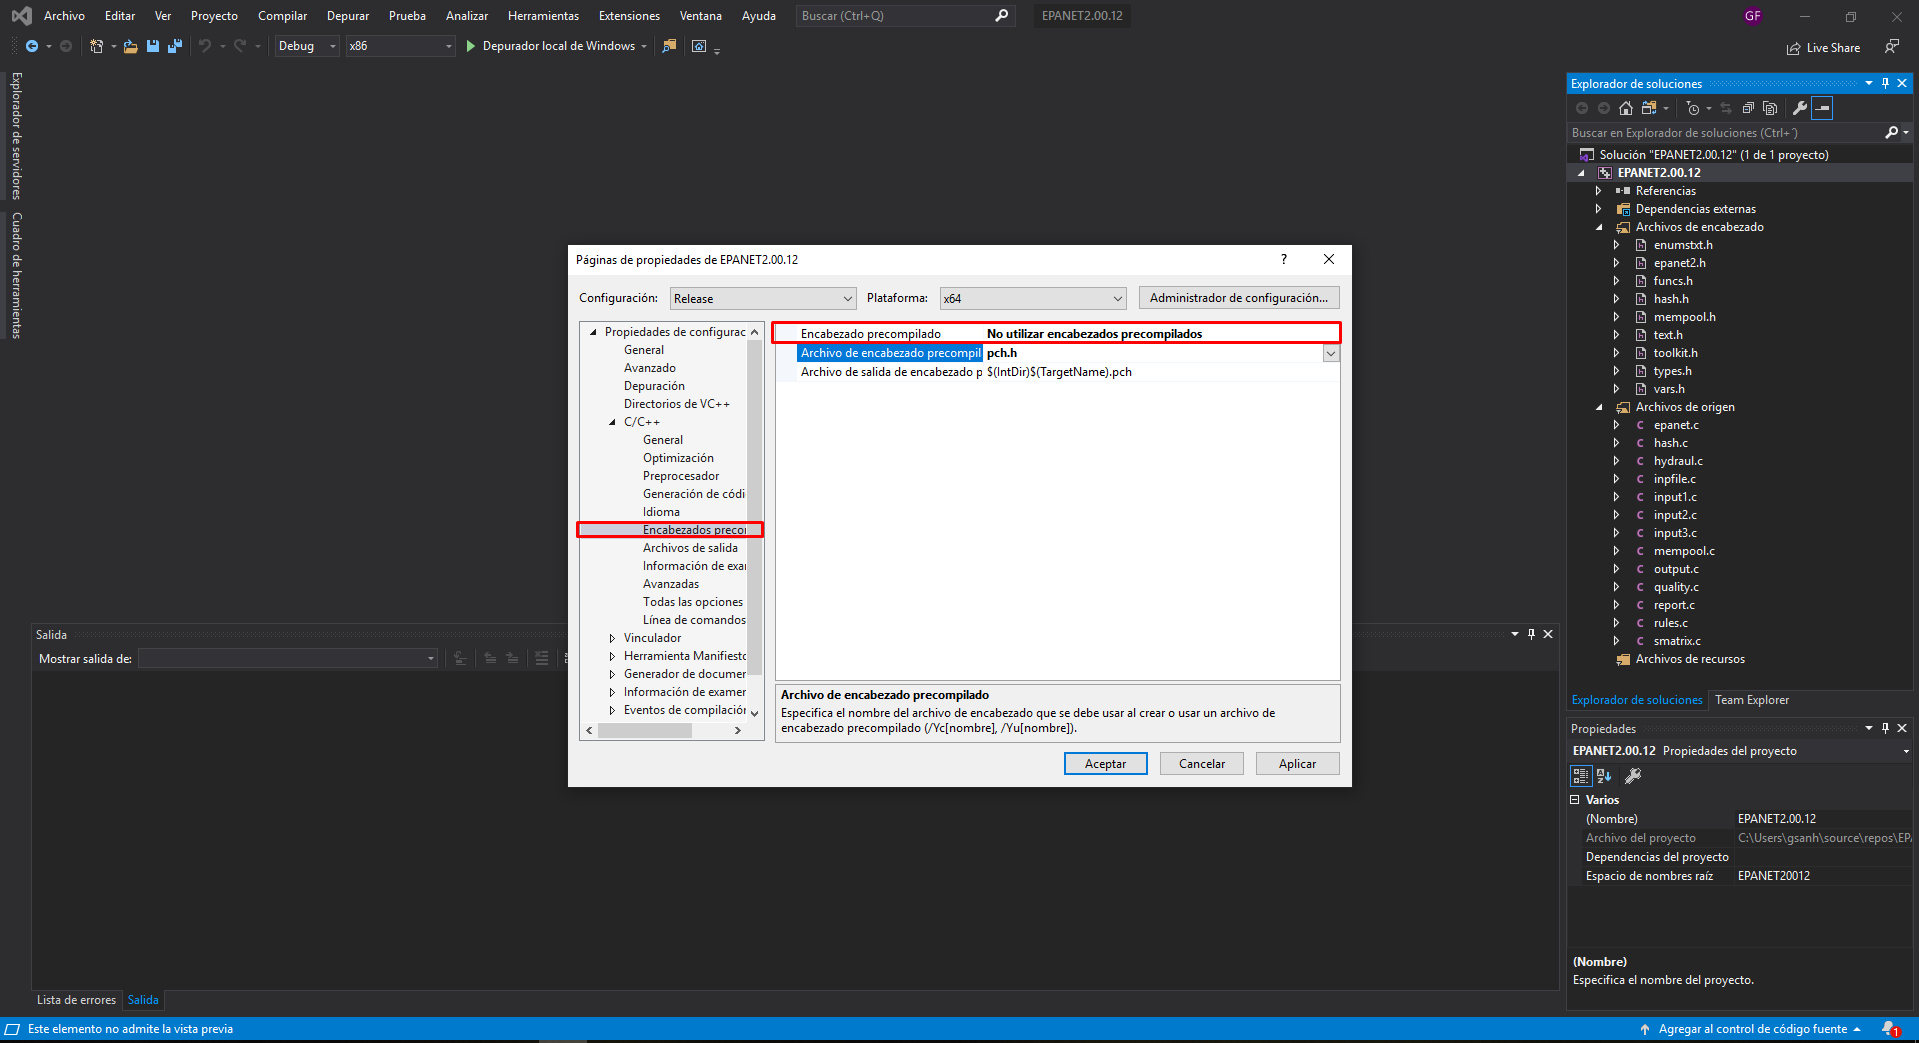 Archivo Editar Ver Proyecto Compilar Depurar Prueba Analizar Herramientas Extensiones Ventana Ayuda Buscar (Ctrl+Q) EPANET2.00.12 GF
Debug x86 Depurador local de Windows Live Share
Explorador de servidores
Cuadro de herramientas
Páginas de propiedades de EPANET2.00.12 ?
Configuración: Release Plataforma: x64 Administrador de configuración...
Propiedades de configurac
General
Avanzado
Depuración
Directorios de VC++
C/C++
General
Optimización
Preprocesador
Generación de códi
Idioma
Encabezados preco
Archivos de salida
Información de exa
Avanzadas
Todas las opciones
Línea de comandos
Vinculador
Herramienta Manifiesto
Generador de documer
Información de examer
Eventos de compilación
Encabezado precompilado No utilizar encabezados precompilados
Archivo de encabezado precompil pch.h
Archivo de salida de encabezado p $(IntDir)$(TargetName).pch
Archivo de encabezado precompilado
Especifica el nombre del archivo de encabezado que se debe usar al crear o usar un archivo de
encabezado precompilado (/Yc[nombre], /Yu[nombre]).
Aceptar Cancelar Aplicar
Salida
Mostrar salida de:
Lista de errores Salida
Explorador de soluciones
Buscar en Explorador de soluciones (Ctrl+´)
Solución "EPANET2.00.12" (1 de 1 proyecto)
EPANET2.00.12
Referencias
Dependencias externas
Archivos de encabezado
enumstxt.h
epanet2.h
funcs.h
hash.h
mempool.h
text.h
toolkit.h
types.h
vars.h
Archivos de origen
epanet.c
hash.c
hydraul.c
inpfile.c
input1.c
input2.c
input3.c
mempool.c
output.c
quality.c
report.c
rules.c
smatrix.c
Archivos de recursos
Explorador de soluciones Team Explorer
Propiedades
EPANET2.00.12 Propiedades del proyecto
Varios
(Nombre) EPANET2.00.12
Archivo del proyecto C:\Users\gsanh\source\repos\EP
Dependencias del proyecto
Espacio de nombres raíz EPANET20012
(Nombre)
Especifica el nombre del proyecto.
Este elemento no admite la vista previa Agregar al control de código fuente 1